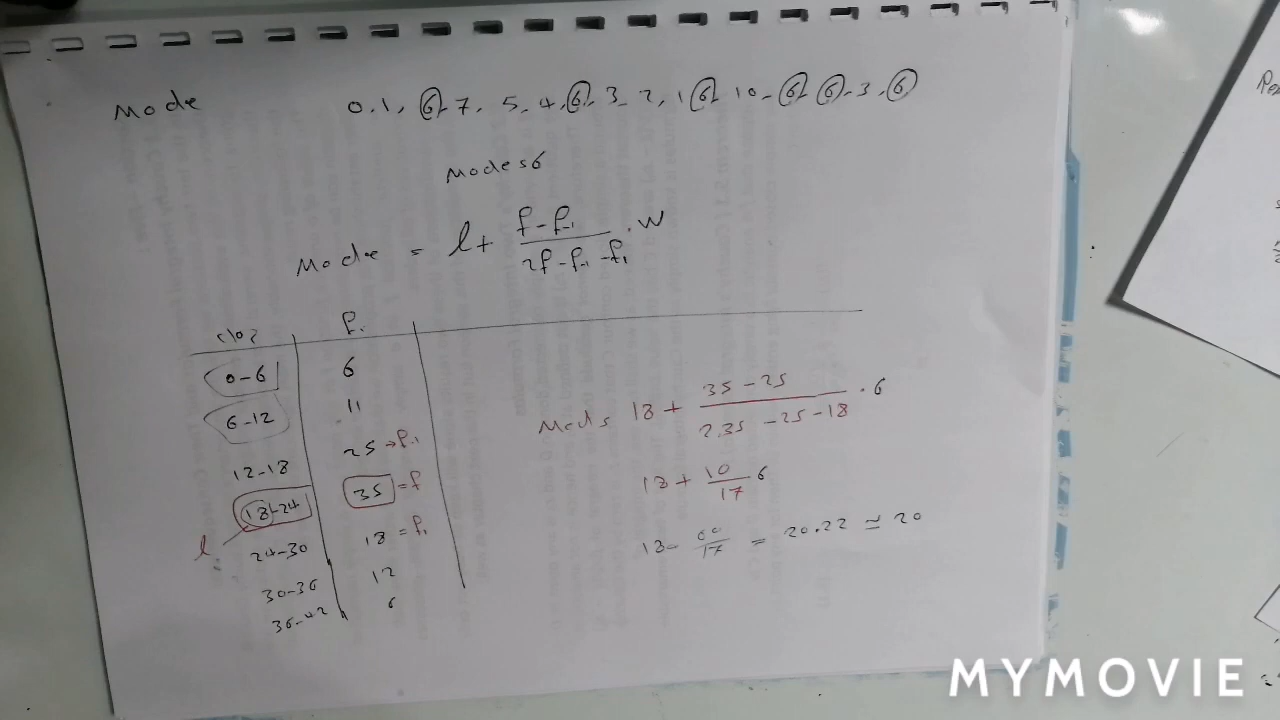 Mode 0.1, 6, 7, 5, 4, 6, 3, 2, 1, 6, 10, 6, 6, 3, 6
Mode = 6
Mode = l + (f - f-1) / (2f - f-1 - f1) . w
f.
0-6 6
6-12 11
12-18 25 → f-1
18-24 35 = f
l
24-30 18 = f1
30-36 12
36-42 6
18 + (35 - 25) / (2.35 - 25 - 18) . 6
18 + 10/17 6
18- 60/17 = 20.22 ≃ 20
MYMOVIE